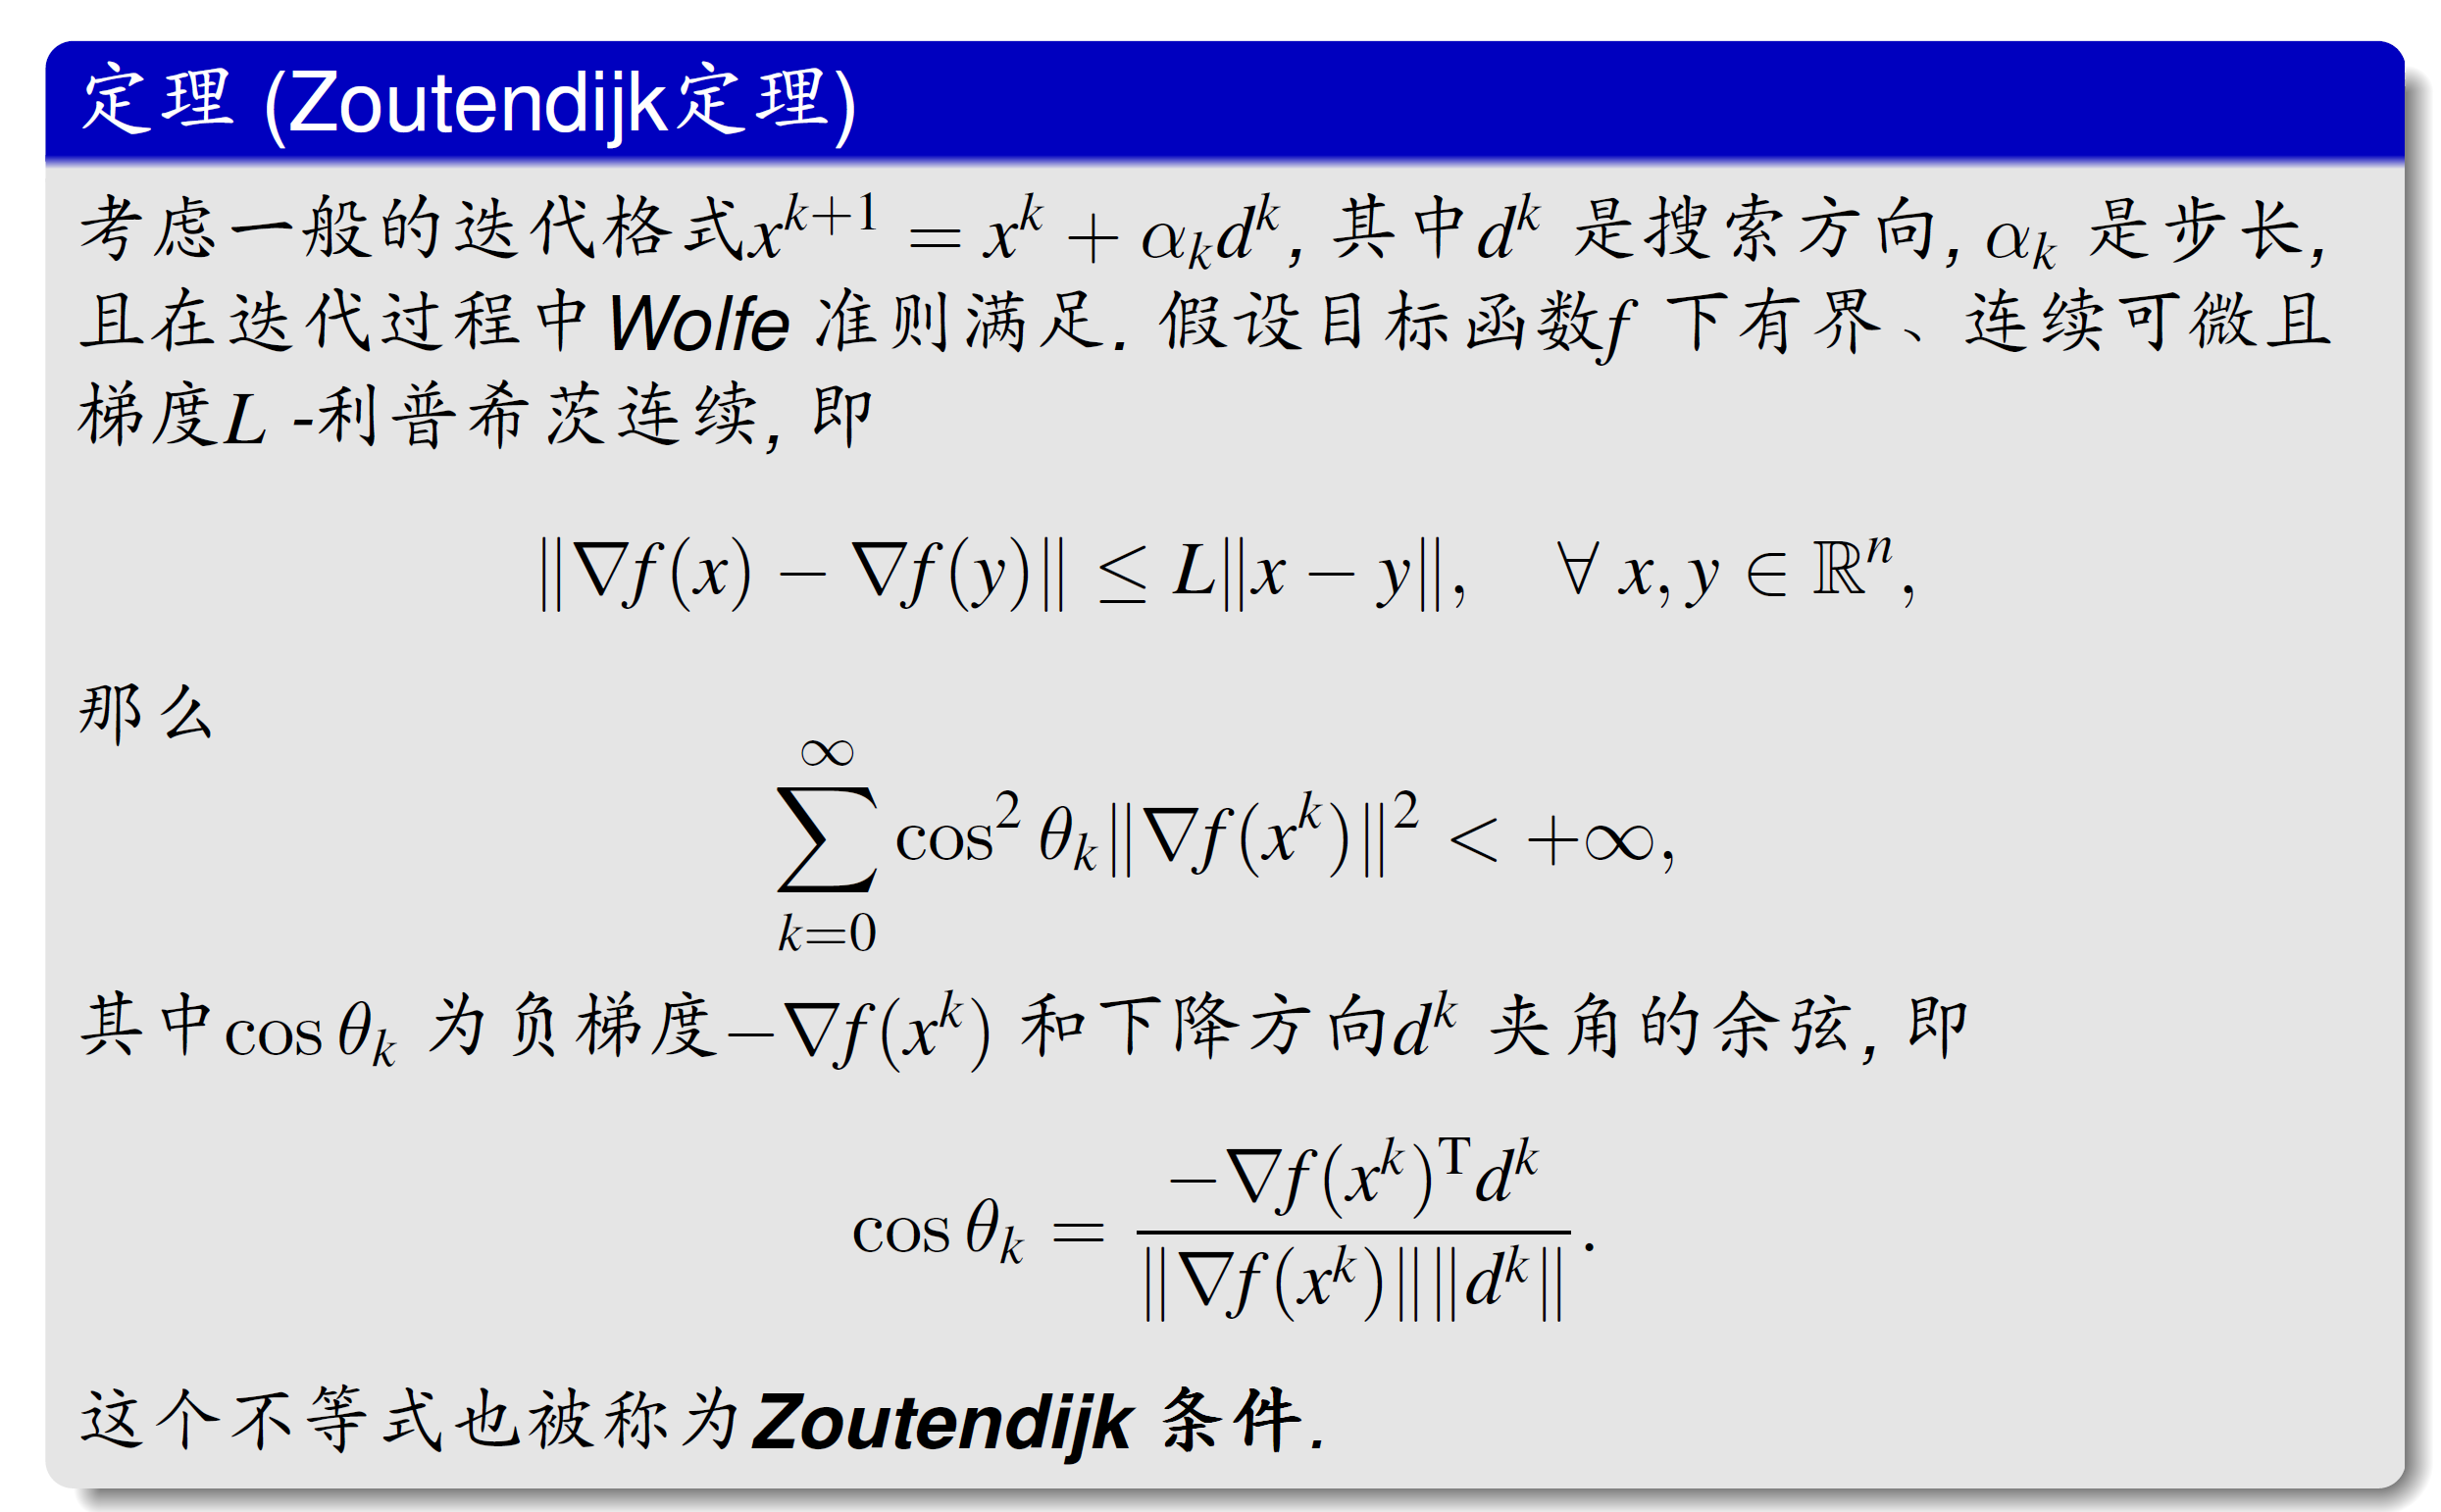 定理 (Zoutendijk定理)
考虑一般的迭代格式$x^{k+1} = x^k + \alpha_k d^k$, 其中$d^k$ 是搜索方向, $\alpha_k$ 是步长,
且在迭代过程中Wolfe 准则满足. 假设目标函数$f$ 下有界、连续可微且
梯度$L$ -利普希茨连续, 即
$\|\nabla f(x) - \nabla f(y)\| \leq L\|x - y\|, \quad \forall\ x, y \in \mathbb{R}^n,$
那么
$\sum_{k=0}^{\infty} \cos^2 \theta_k \|\nabla f(x^k)\|^2 < +\infty,$
其中$\cos \theta_k$ 为负梯度$-\nabla f(x^k)$ 和下降方向$d^k$ 夹角的余弦, 即
$\cos \theta_k = \frac{-\nabla f(x^k)^{\mathrm{T}} d^k}{\|\nabla f(x^k)\| \|d^k\|}.$
这个不等式也被称为Zoutendijk 条件.